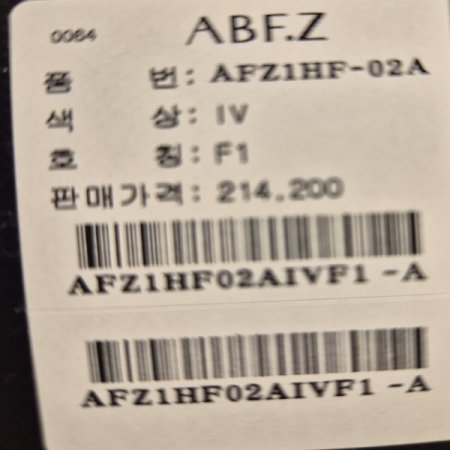 0064 ABF.Z
품 번: AFZ1HF-02A
색 상: IV
호 칭: F1
판매가격: 214,200
AFZ1HF02AIVF1 -A
AFZ1HF02AIVF1 -A